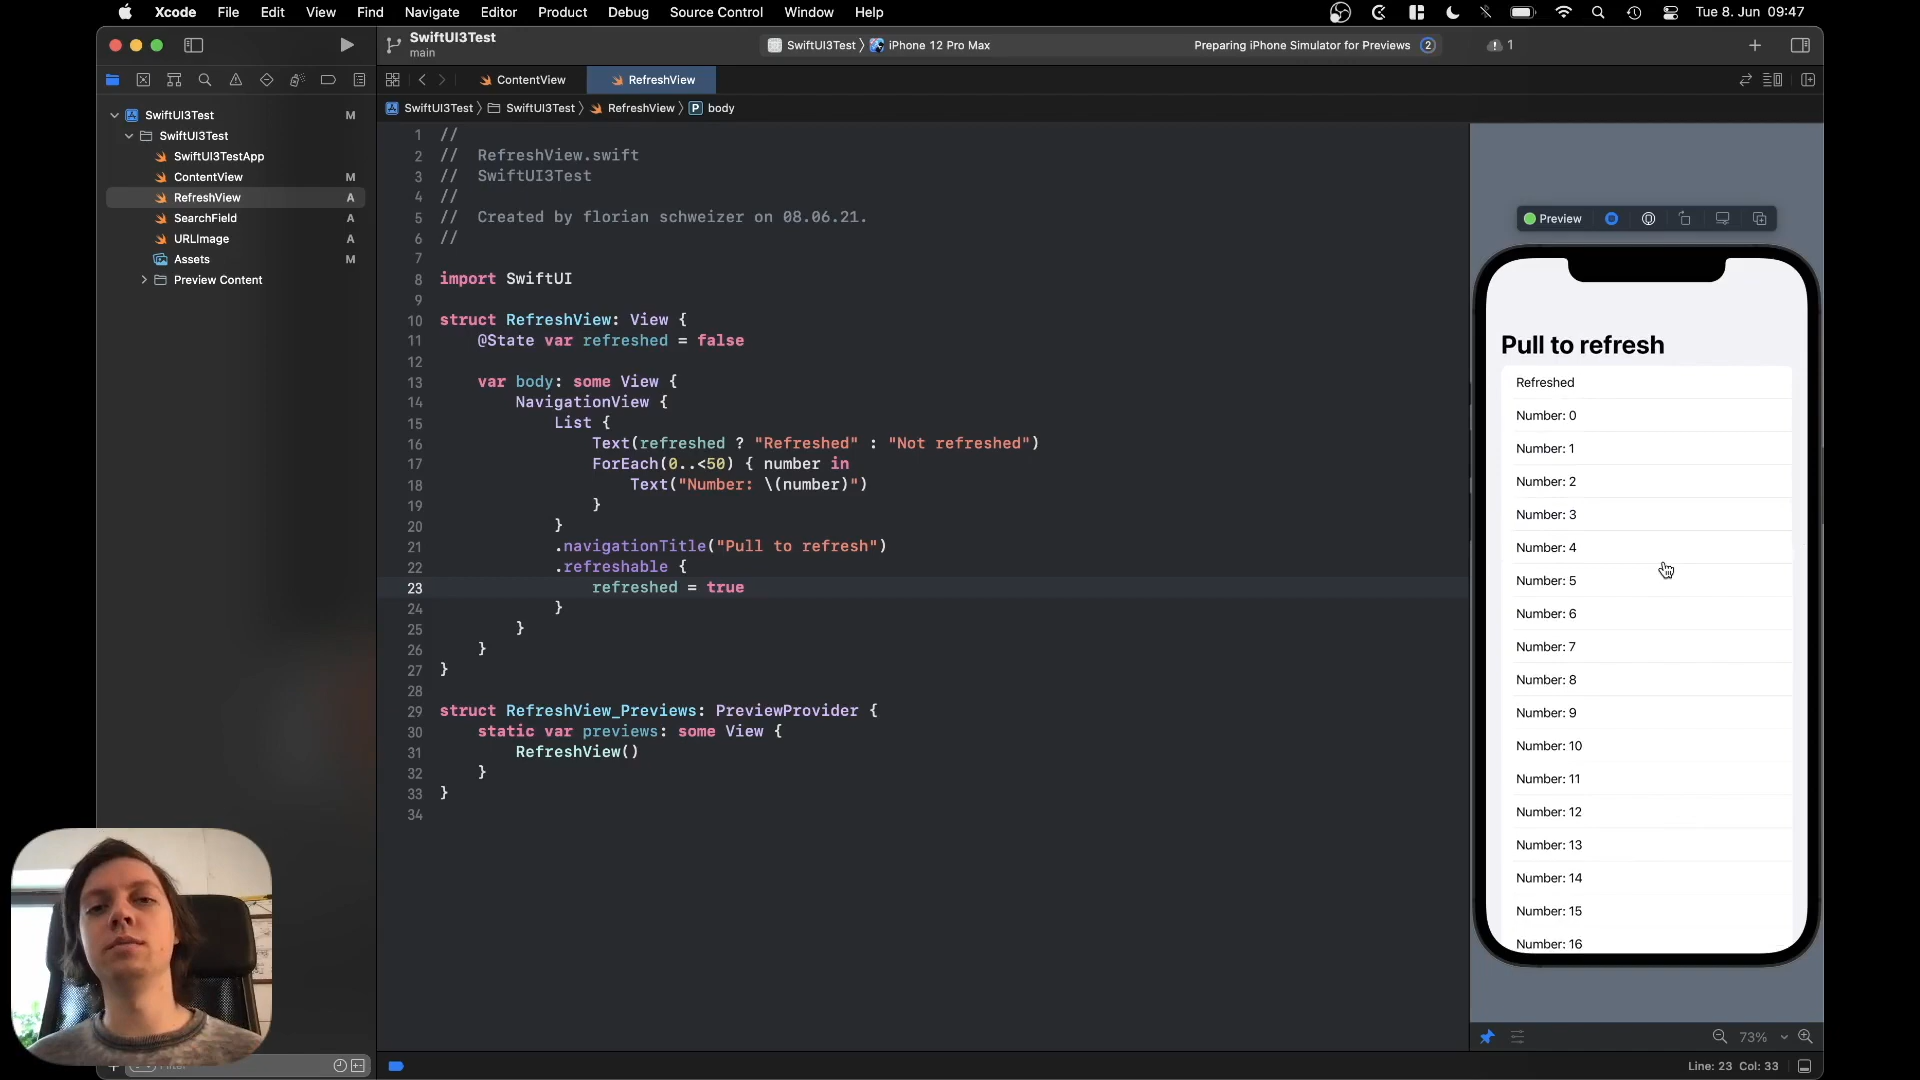 Xcode File Edit View Find Navigate Editor Product Debug Source Control Window Help Tue 8. Jun 09:47
SwiftUI3Test
main
SwiftUI3Test iPhone 12 Pro Max Preparing iPhone Simulator for Previews 2 1
ContentView RefreshView
SwiftUI3Test SwiftUI3Test RefreshView P body
SwiftUI3Test M
SwiftUI3Test
SwiftUI3TestApp
ContentView M
RefreshView A
SearchField A
URLImage A
Assets M
Preview Content
1 //
2 // RefreshView.swift
3 // SwiftUI3Test
4 //
5 // Created by florian schweizer on 08.06.21.
6 //
7
8 import SwiftUI
9
10 struct RefreshView: View {
11 @State var refreshed = false
12
13 var body: some View {
14 NavigationView {
15 List {
16 Text(refreshed ? "Refreshed" : "Not refreshed")
17 ForEach(0..<50) { number in
18 Text("Number: \(number)")
19 }
20 }
21 .navigationTitle("Pull to refresh")
22 .refreshable {
23 refreshed = true
24 }
25 }
26 }
27 }
28
29 struct RefreshView_Previews: PreviewProvider {
30 static var previews: some View {
31 RefreshView()
32 }
33 }
34
Preview
Pull to refresh
Refreshed
Number: 0
Number: 1
Number: 2
Number: 3
Number: 4
Number: 5
Number: 6
Number: 7
Number: 8
Number: 9
Number: 10
Number: 11
Number: 12
Number: 13
Number: 14
Number: 15
Number: 16
73%
Filter
Line: 23 Col: 33